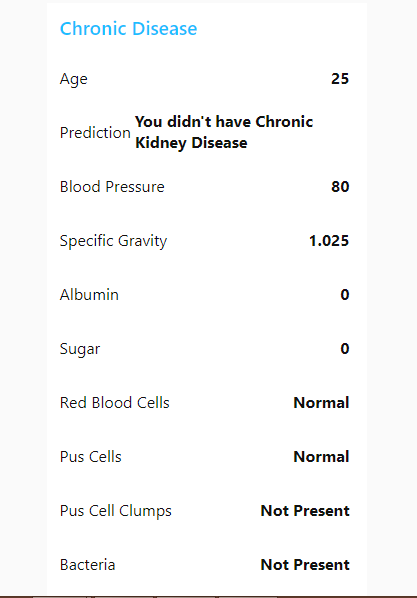 Chronic Disease
Age 25
Prediction You didn't have Chronic
Kidney Disease
Blood Pressure 80
Specific Gravity 1.025
Albumin 0
Sugar 0
Red Blood Cells Normal
Pus Cells Normal
Pus Cell Clumps Not Present
Bacteria Not Present